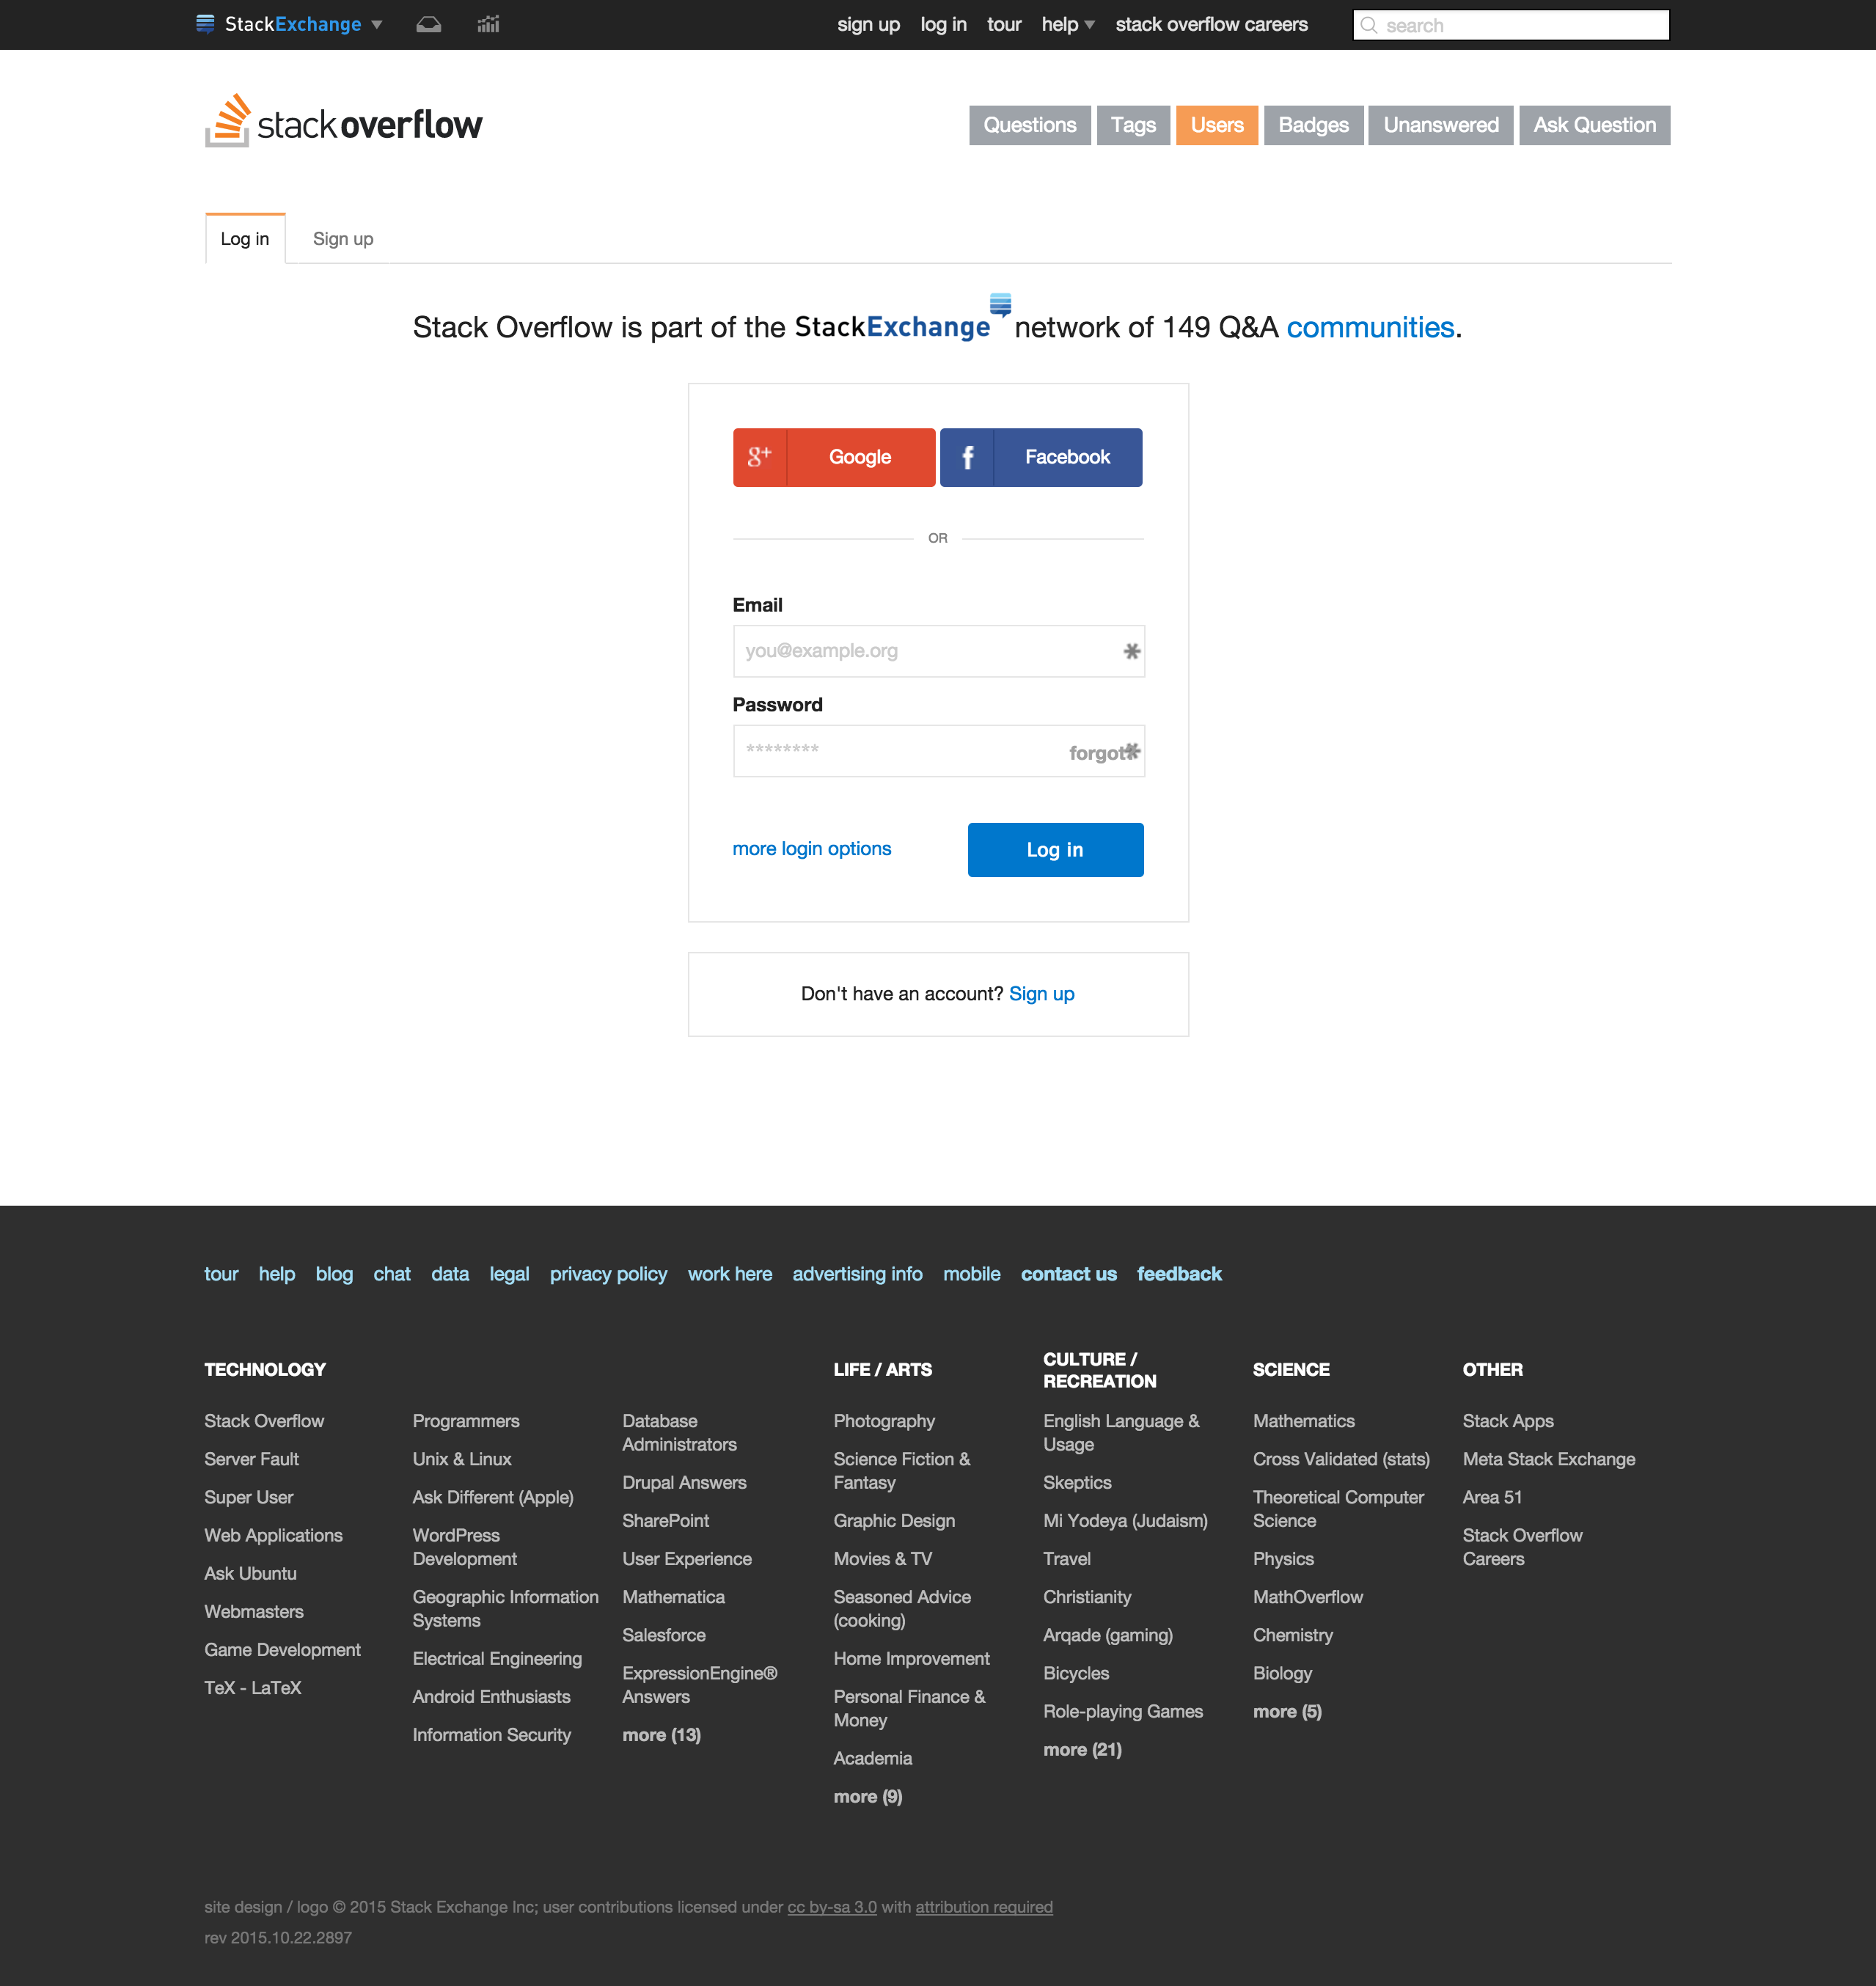 StackExchange
sign up log in tour help stack overflow careers search
stackoverflow
Questions Tags Users Badges Unanswered Ask Question
Log in Sign up
Stack Overflow is part of the StackExchange network of 149 Q&A communities.
g+ Google f Facebook
OR
Email
you@example.org
Password
******** forgot?
more login options Log in
Don't have an account? Sign up
tour help blog chat data legal privacy policy work here advertising info mobile contact us feedback
TECHNOLOGY
Stack Overflow
Server Fault
Super User
Web Applications
Ask Ubuntu
Webmasters
Game Development
TeX - LaTeX
Programmers
Unix & Linux
Ask Different (Apple)
WordPress
Development
Geographic Information
Systems
Electrical Engineering
Android Enthusiasts
Information Security
Database
Administrators
Drupal Answers
SharePoint
User Experience
Mathematica
Salesforce
ExpressionEngine®
Answers
more (13)
LIFE / ARTS
Photography
Science Fiction &
Fantasy
Graphic Design
Movies & TV
Seasoned Advice
(cooking)
Home Improvement
Personal Finance &
Money
Academia
more (9)
CULTURE /
RECREATION
English Language &
Usage
Skeptics
Mi Yodeya (Judaism)
Travel
Christianity
Arqade (gaming)
Bicycles
Role-playing Games
more (21)
SCIENCE
Mathematics
Cross Validated (stats)
Theoretical Computer
Science
Physics
MathOverflow
Chemistry
Biology
more (5)
OTHER
Stack Apps
Meta Stack Exchange
Area 51
Stack Overflow
Careers
site design / logo © 2015 Stack Exchange Inc; user contributions licensed under cc by-sa 3.0 with attribution required
rev 2015.10.22.2897